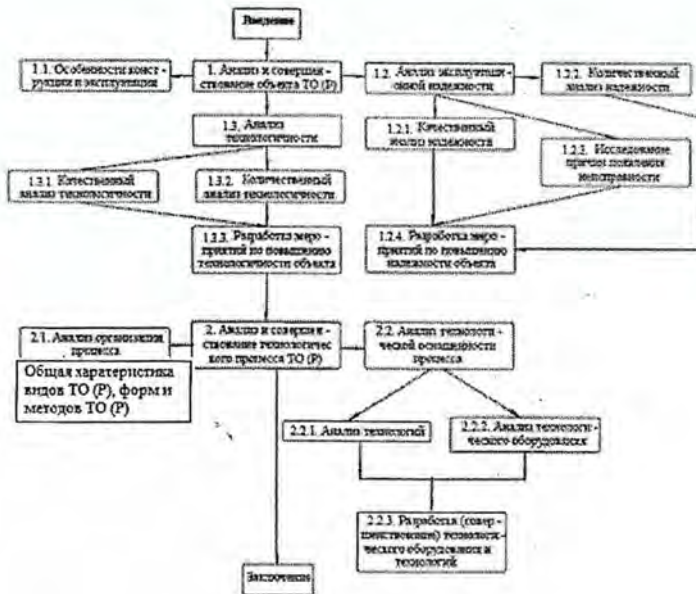 Введение
1.1. Особенности конст-
рукции и эксплуатации
1. Анализ и совершен-
ствование объекта ТО (Р)
1.2. Анализ эксплуатаци-
онной надежности
1.2.2. Количественный
анализ надежности
1.3. Анализ
технологичности
1.2.1. Качественный
анализ надежности
1.2.3. Исследование
причин появления
неисправности
1.3.1. Качественный
анализ технологичности
1.3.2. Количественный
анализ технологичности
1.3.3. Разработка меро-
приятий по повышению
технологичности объекта
1.2.4. Разработка меро-
приятий по повышению
надежности объекта
2.1. Анализ организации
процесса
Общая харатеристика
видов ТО (Р), форм и
методов ТО (Р)
2. Анализ и совершен-
ствование технологичес-
кого процесса ТО (Р)
2.2. Анализ технологи-
ческой оснащенности
процесса
2.2.1. Анализ технологий
2.2.2. Анализ технологи-
ческого оборудования
2.2.3. Разработка (совер-
шенствование) технологи-
ческого оборудования и
технологий
Заключение